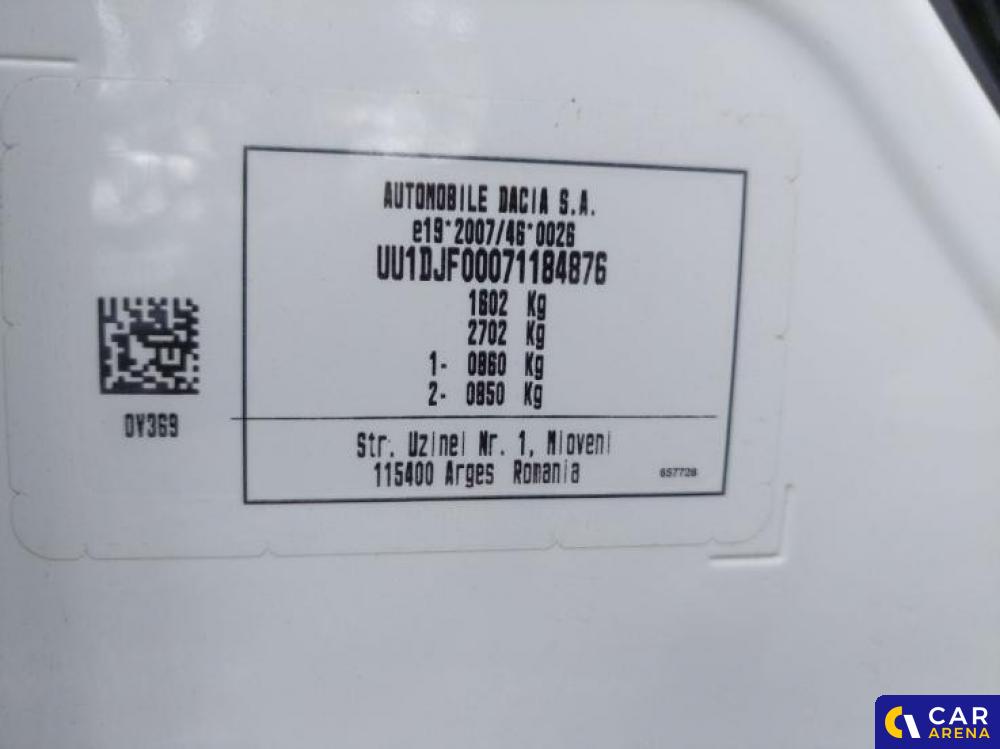 AUTOMOBILE DACIA S.A.
e19*2007/46*0026
UU1DJF00071184876
1602 Kg
2702 Kg
1- 0860 Kg
2- 0850 Kg
0V369
Str. Uzinei Nr. 1, Mioveni
115400 Arges Romania
657728
CAR
ARENA